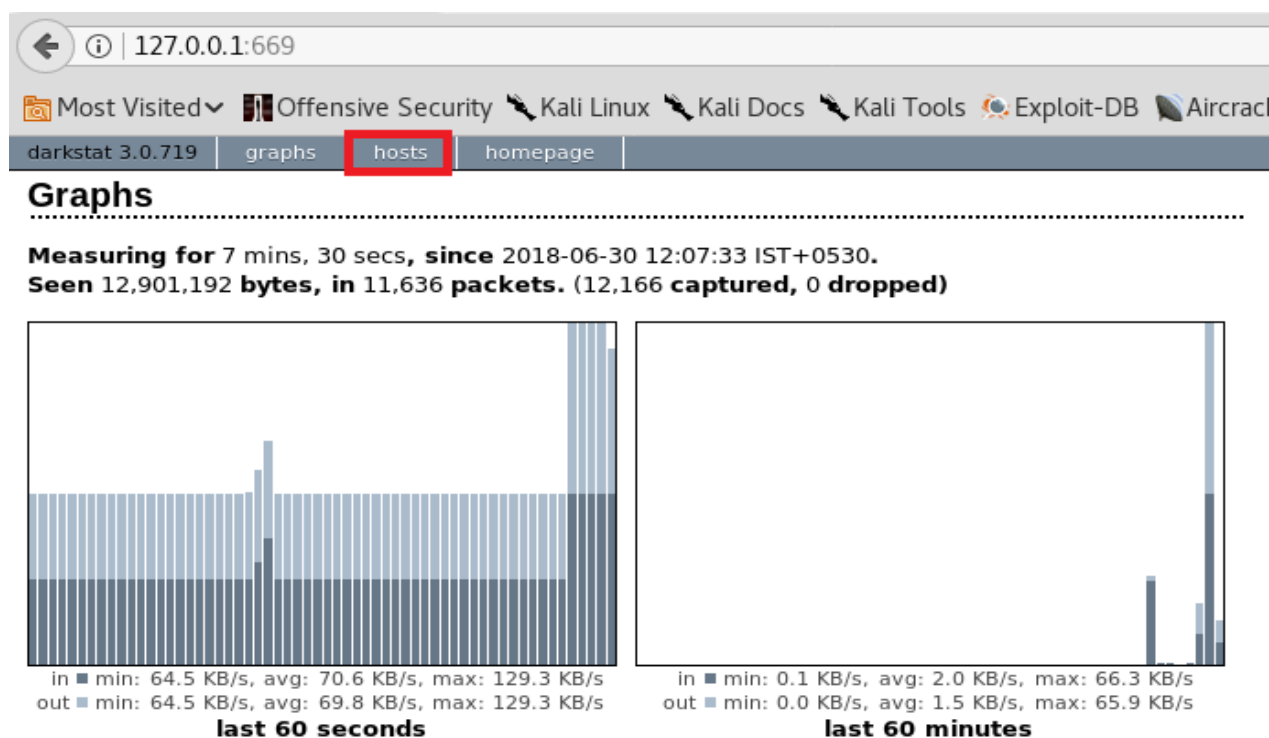 127.0.0.1:669
Most Visited Offensive Security Kali Linux Kali Docs Kali Tools Exploit-DB Aircrack
darkstat 3.0.719 graphs hosts homepage
Graphs
Measuring for 7 mins, 30 secs, since 2018-06-30 12:07:33 IST+0530.
Seen 12,901,192 bytes, in 11,636 packets. (12,166 captured, 0 dropped)
in min: 64.5 KB/s, avg: 70.6 KB/s, max: 129.3 KB/s
out min: 64.5 KB/s, avg: 69.8 KB/s, max: 129.3 KB/s
last 60 seconds
in min: 0.1 KB/s, avg: 2.0 KB/s, max: 66.3 KB/s
out min: 0.0 KB/s, avg: 1.5 KB/s, max: 65.9 KB/s
last 60 minutes